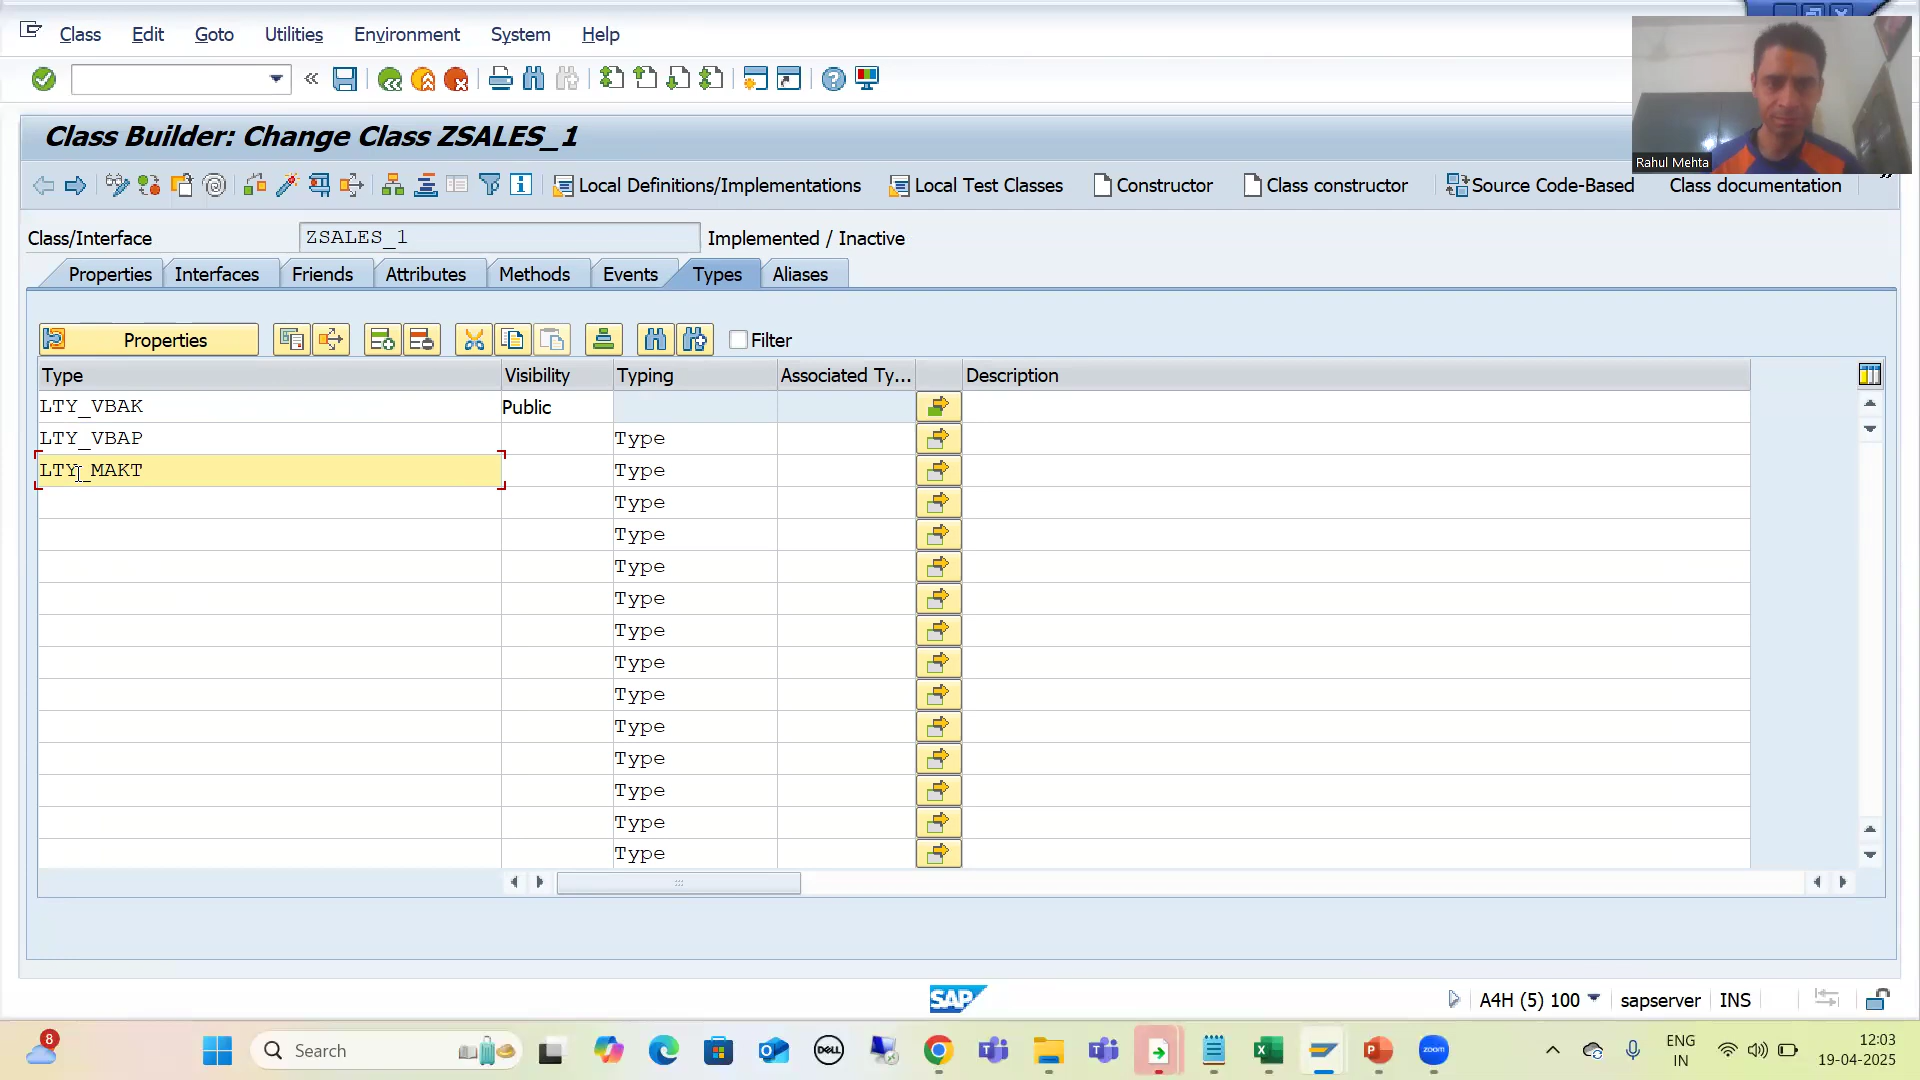 Class Edit Goto Utilities Environment System Help
Class Builder: Change Class ZSALES_1
Local Definitions/Implementations Local Test Classes Constructor Class constructor Source Code-Based Class documentation
Rahul Mehta
Class/Interface ZSALES_1 Implemented / Inactive
Properties Interfaces Friends Attributes Methods Events Types Aliases
Properties Filter
Type Visibility Typing Associated Ty... Description
LTY_VBAK Public
LTY_VBAP Type
LTY_MAKT Type
Type
Type
Type
Type
Type
Type
Type
Type
Type
Type
Type
Type
SAP A4H (5) 100 sapserver INS
8 Search DELL zoom ENG 12:03
IN 19-04-2025